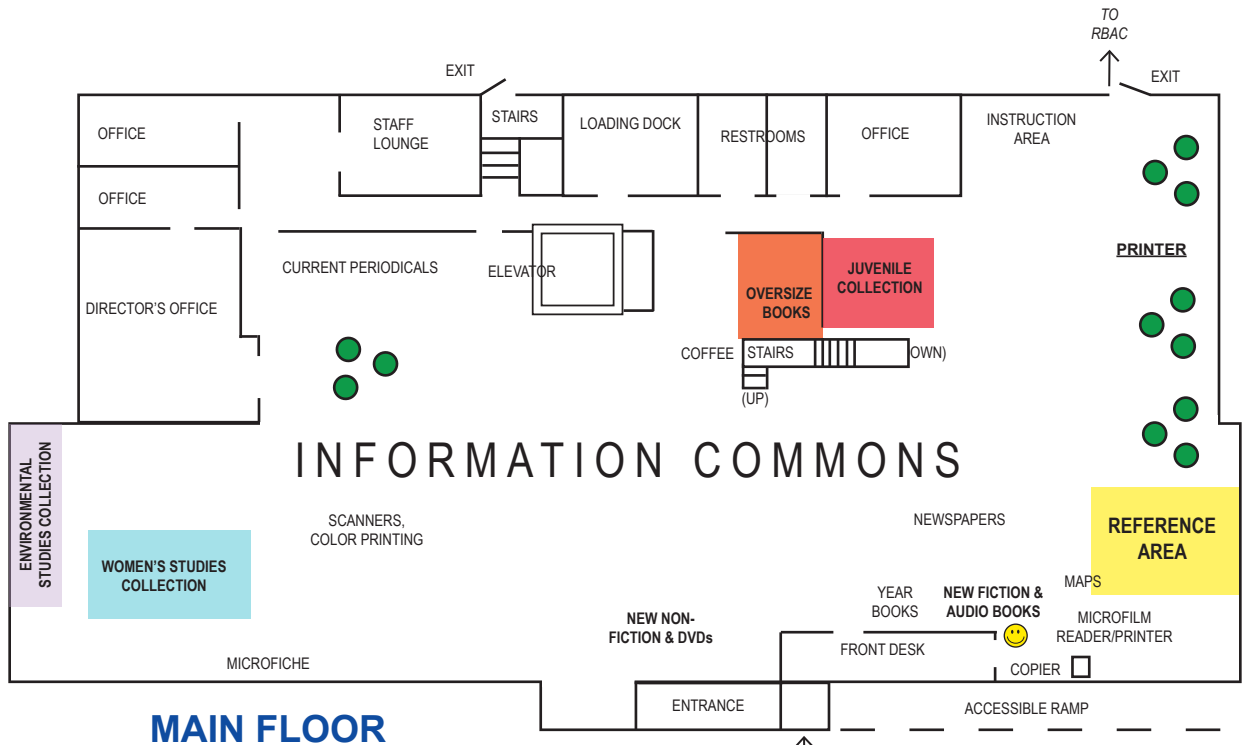 TO
RBAC
EXIT
EXIT
OFFICE
STAFF
LOUNGE
STAIRS
LOADING DOCK
RESTROOMS
OFFICE
INSTRUCTION
AREA
OFFICE
CURRENT PERIODICALS
ELEVATOR
OVERSIZE
BOOKS
JUVENILE
COLLECTION
PRINTER
DIRECTOR'S OFFICE
COFFEE
STAIRS
OWN)
(UP)
INFORMATION COMMONS
ENVIRONMENTAL
STUDIES COLLECTION
WOMEN'S STUDIES
COLLECTION
SCANNERS,
COLOR PRINTING
NEWSPAPERS
REFERENCE
AREA
MAPS
YEAR
BOOKS
NEW FICTION &
AUDIO BOOKS
NEW NON-
FICTION & DVDs
MICROFILM
READER/PRINTER
FRONT DESK
COPIER
MICROFICHE
ENTRANCE
ACCESSIBLE RAMP
MAIN FLOOR